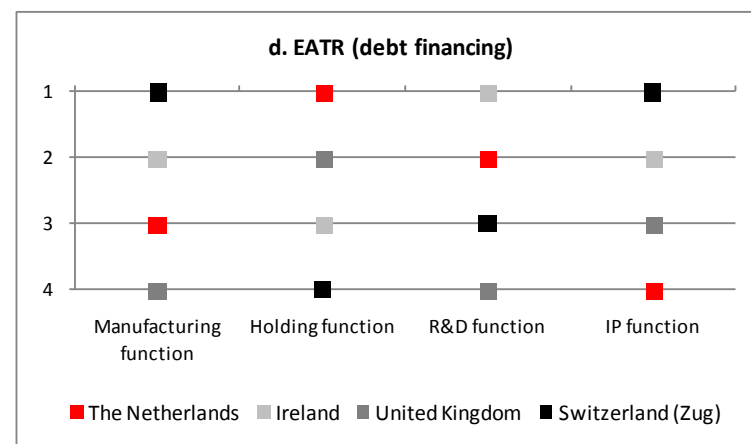 d. EATR (debt financing)
1
2
3
4
Manufacturing function
Holding function
R&D function
IP function
The Netherlands
Ireland
United Kingdom
Switzerland (Zug)